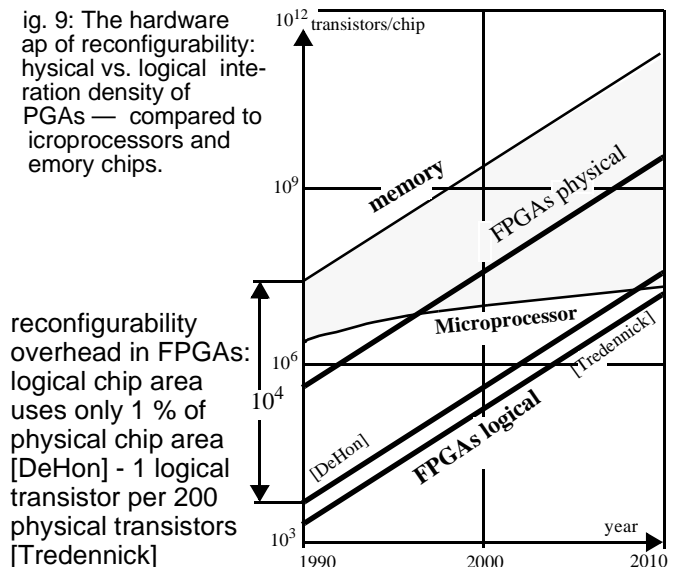 ig. 9: The hardware
ap of reconfigurability:
hysical vs. logical inte-
ration density of
PGAs — compared to
icroprocessors and
emory chips.
10¹² transistors/chip
memory
FPGAs physical
10⁹
Microprocessor
reconfigurability
overhead in FPGAs:
logical chip area
uses only 1 % of
physical chip area
[DeHon] - 1 logical
transistor per 200
physical transistors
[Tredennick]
10⁶
10⁴
[Tredennick]
[DeHon]
FPGAs logical
10³
year
1990 2000 2010